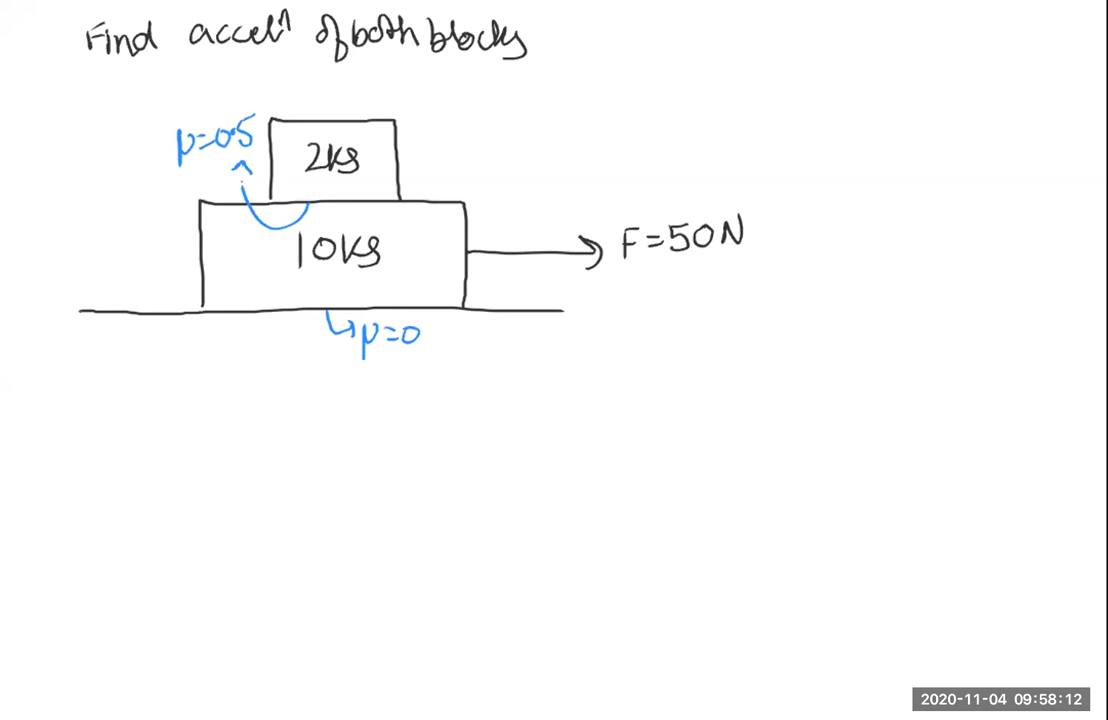 Find accelⁿ of both blocks
μ=0.5
2kg
10kg
F=50N
μ=0
2020-11-04 09:58:12